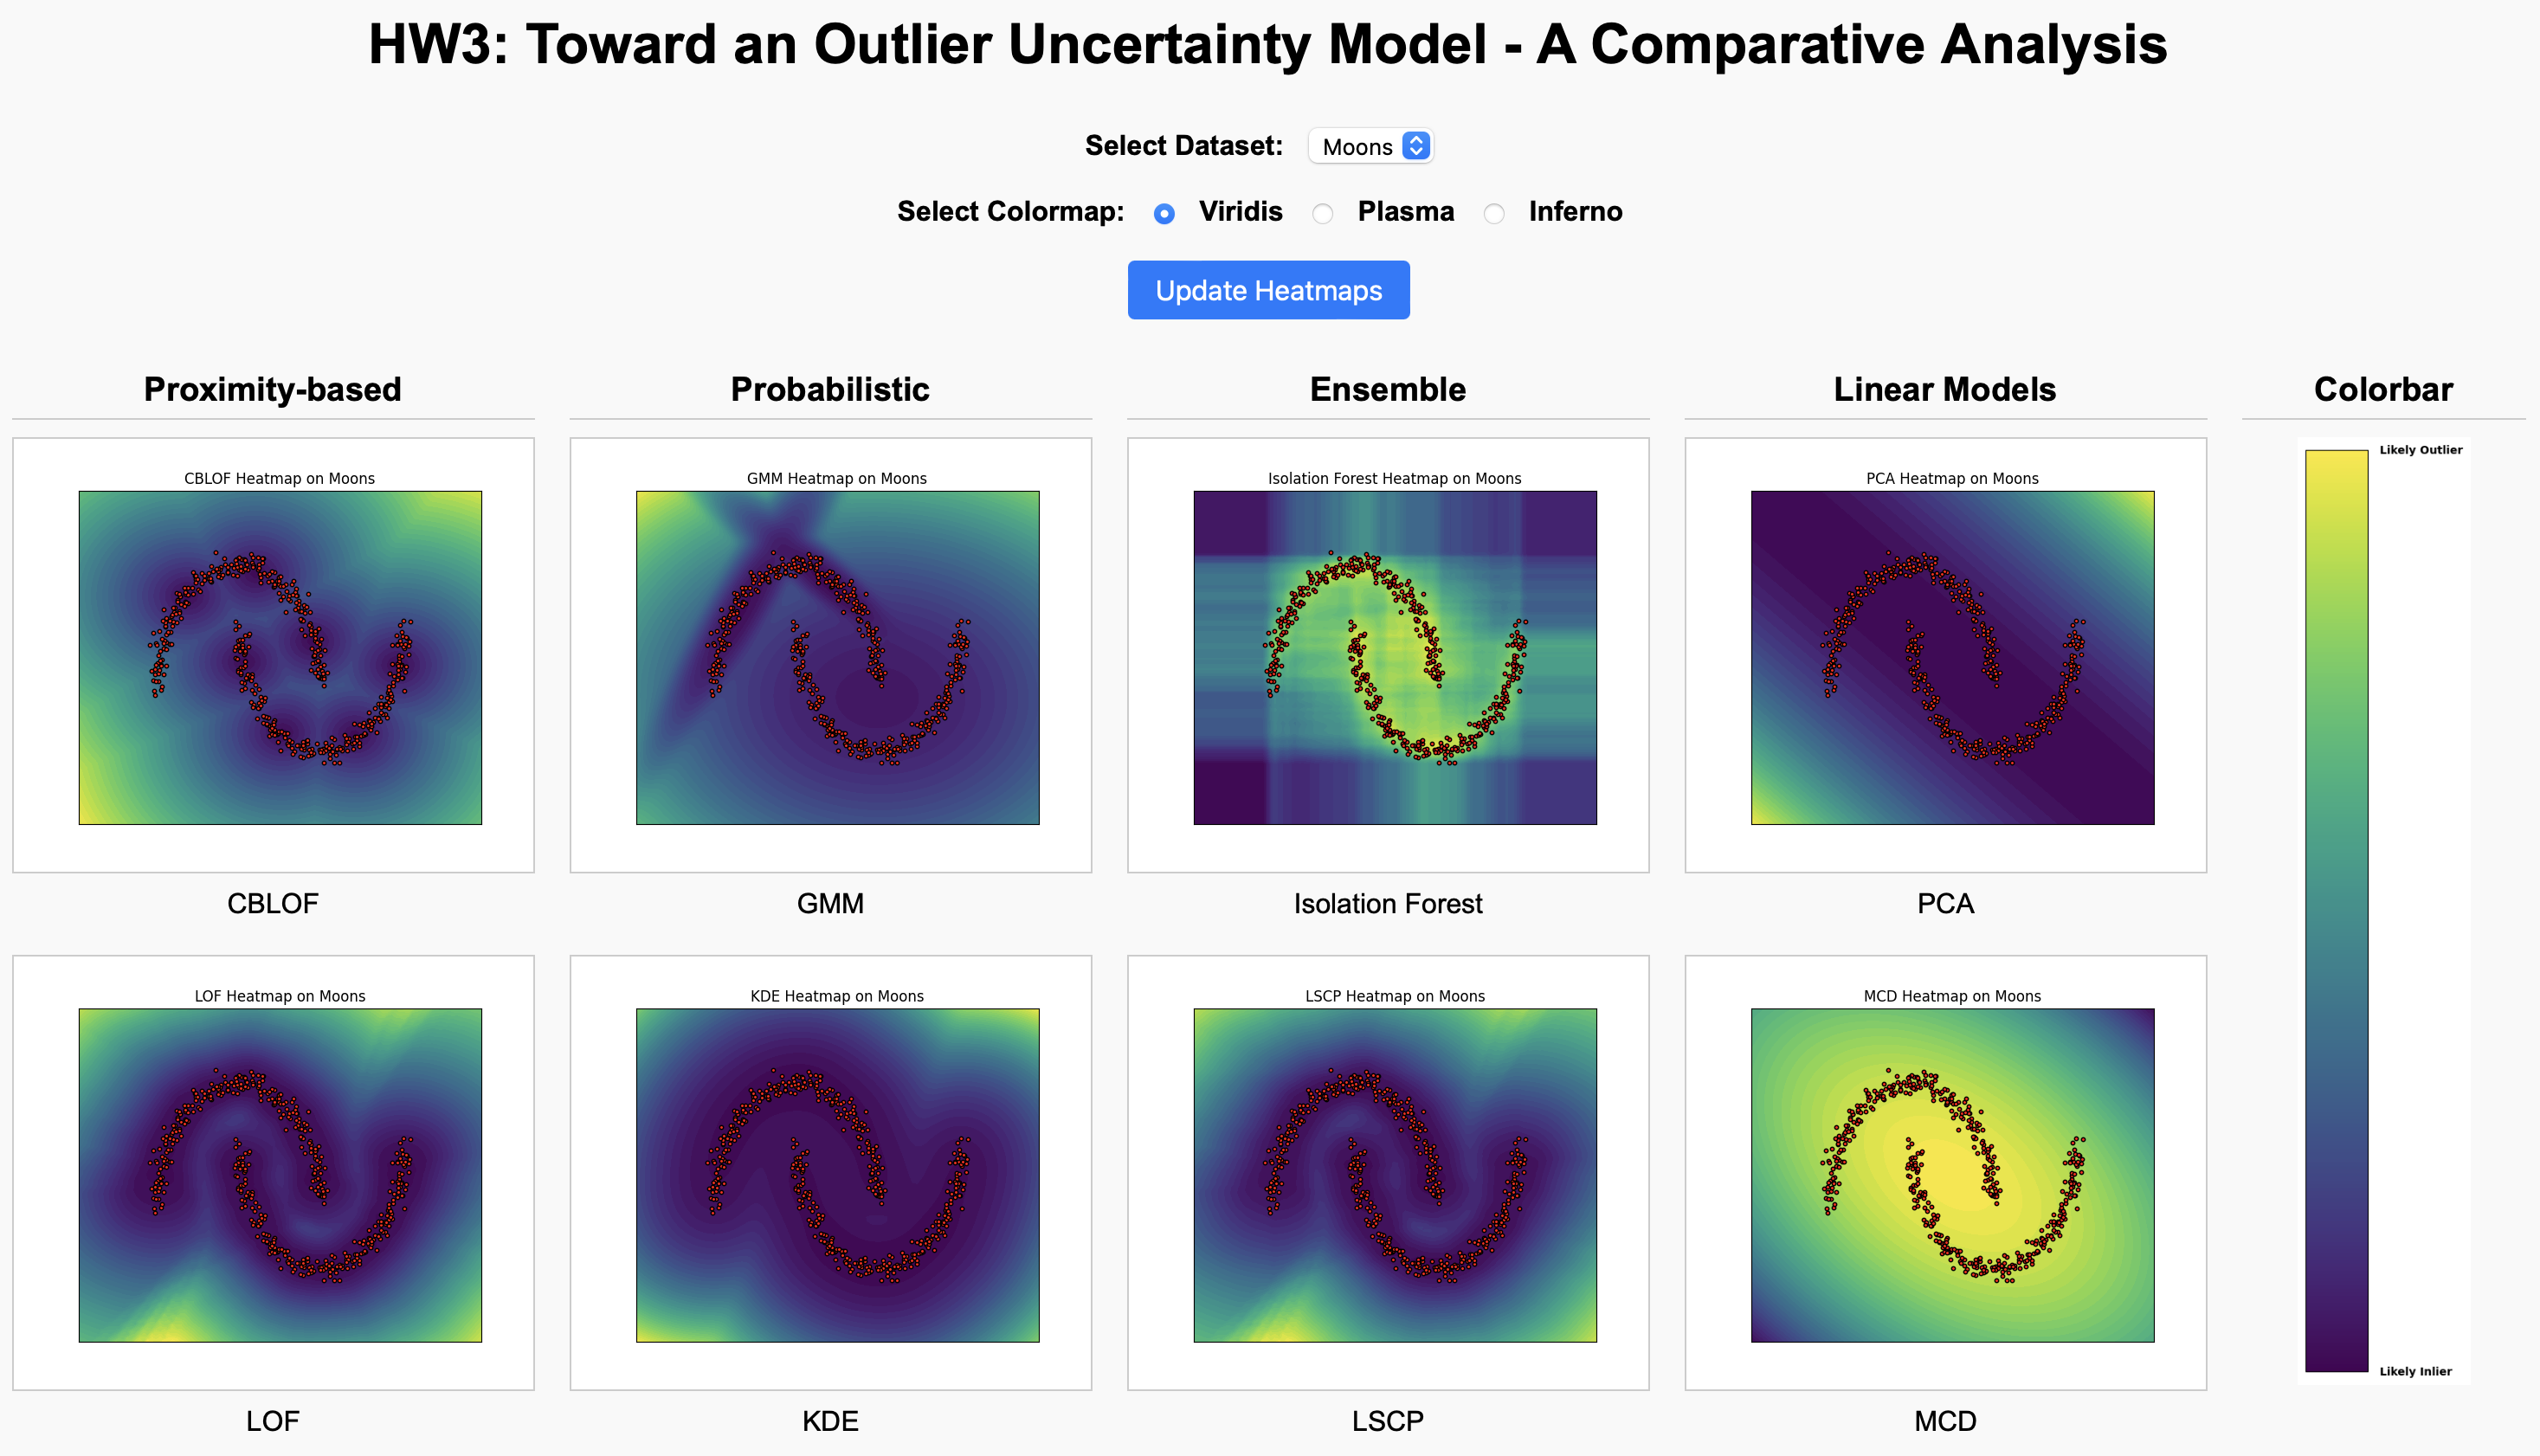 HW3: Toward an Outlier Uncertainty Model - A Comparative Analysis
Select Dataset: Moons
Select Colormap: Viridis Plasma Inferno
Update Heatmaps
Proximity-based
Probabilistic
Ensemble
Linear Models
Colorbar
CBLOF Heatmap on Moons
GMM Heatmap on Moons
Isolation Forest Heatmap on Moons
PCA Heatmap on Moons
Likely Outlier
CBLOF
GMM
Isolation Forest
PCA
LOF Heatmap on Moons
KDE Heatmap on Moons
LSCP Heatmap on Moons
MCD Heatmap on Moons
Likely Inlier
LOF
KDE
LSCP
MCD